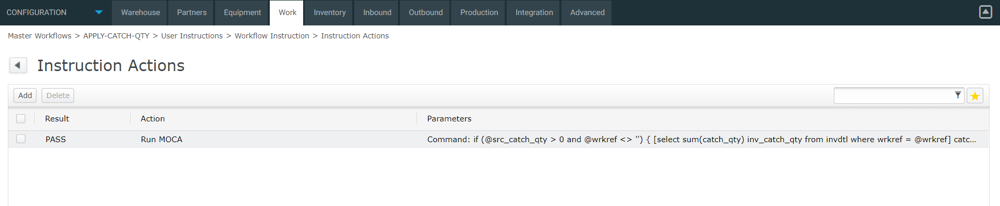 CONFIGURATION Warehouse Partners Equipment Work Inventory Inbound Outbound Production Integration Advanced
Master Workflows > APPLY-CATCH-QTY > User Instructions > Workflow Instruction > Instruction Actions
Instruction Actions
Add Delete
Result Action Parameters
PASS Run MOCA Command: if (@src_catch_qty > 0 and @wrkref <> '') { [select sum(catch_qty) inv_catch_qty from invdtl where wrkref = @wrkref] catc...